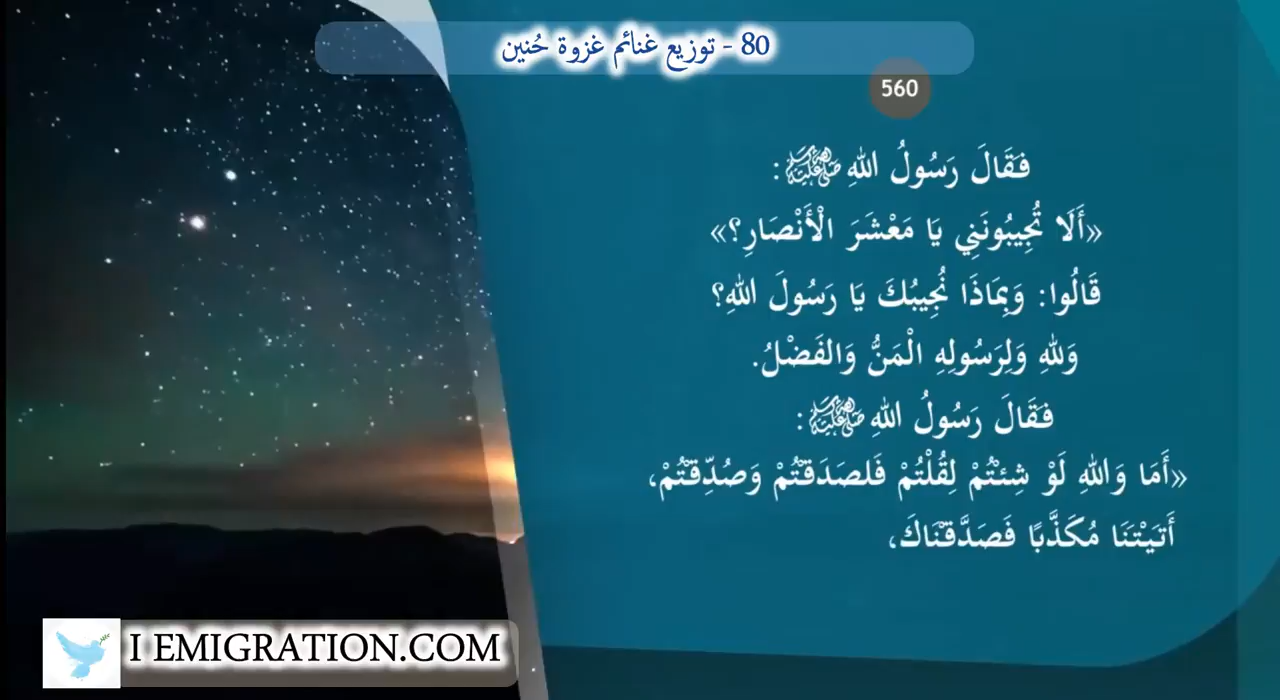 80 - توزيع غنائم غزوة حُنين
560
فَقَالَ رَسُولُ اللهِ ﷺ:
«أَلَا تُجِيبُونَنِي يَا مَعْشَرَ الْأَنْصَارِ؟»
قَالُوا: وَبِمَاذَا نُجِيبُكَ يَا رَسُولَ اللهِ؟
وَللهِ وَلِرَسُولِهِ الْمَنُّ وَالفَضْلُ.
فَقَالَ رَسُولُ اللهِ ﷺ:
«أَمَا وَاللهِ لَوْ شِئْتُمْ لِقُلْتُمْ فَلصَدَقْتُمْ وَصُدِّقْتُمْ،
أَتَيْتَنَا مُكَذَّبًا فَصَدَّقْنَاكَ،
I EMIGRATION.COM